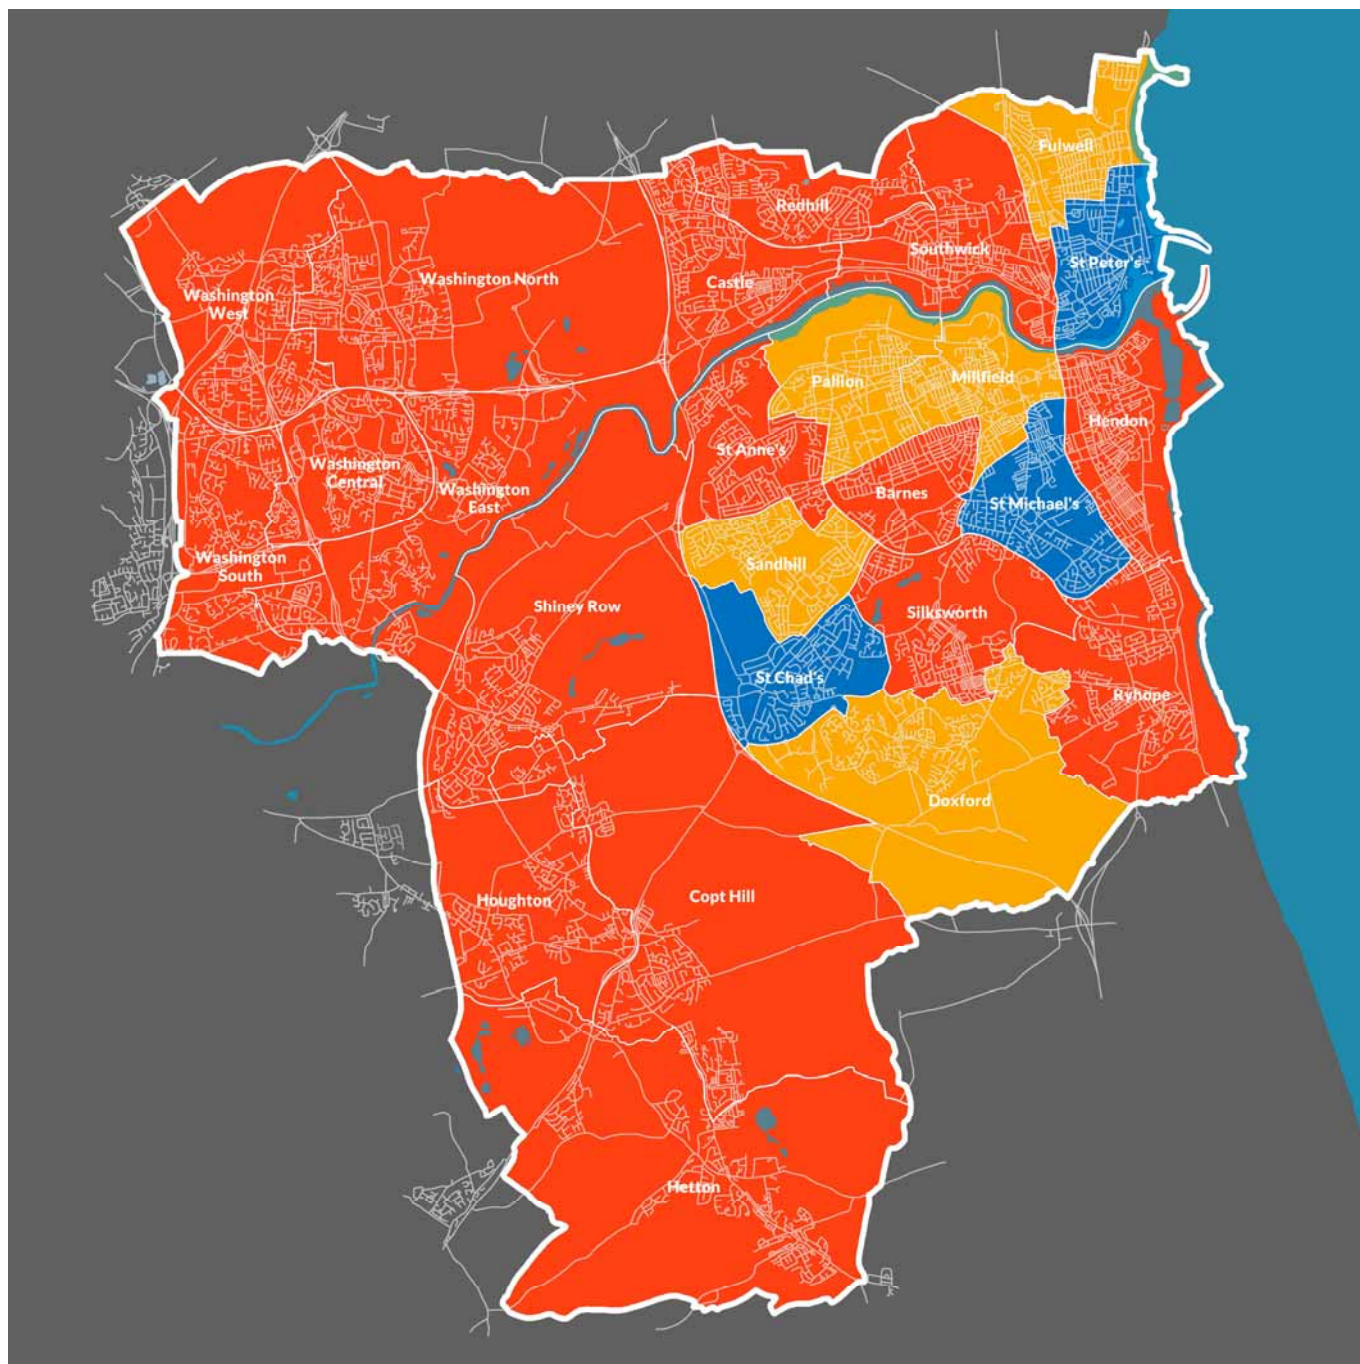 Fulwell
Redhill
Southwick
St Peter's
Washington North
Castle
Washington
West
Pallion
Millfield
Hendon
St Anne's
Washington
Central
Washington
East
Barnes
St Michael's
Washington
South
Sandhill
Shiney Row
Silksworth
St Chad's
Ryhope
Doxford
Houghton
Copt Hill
Hetton